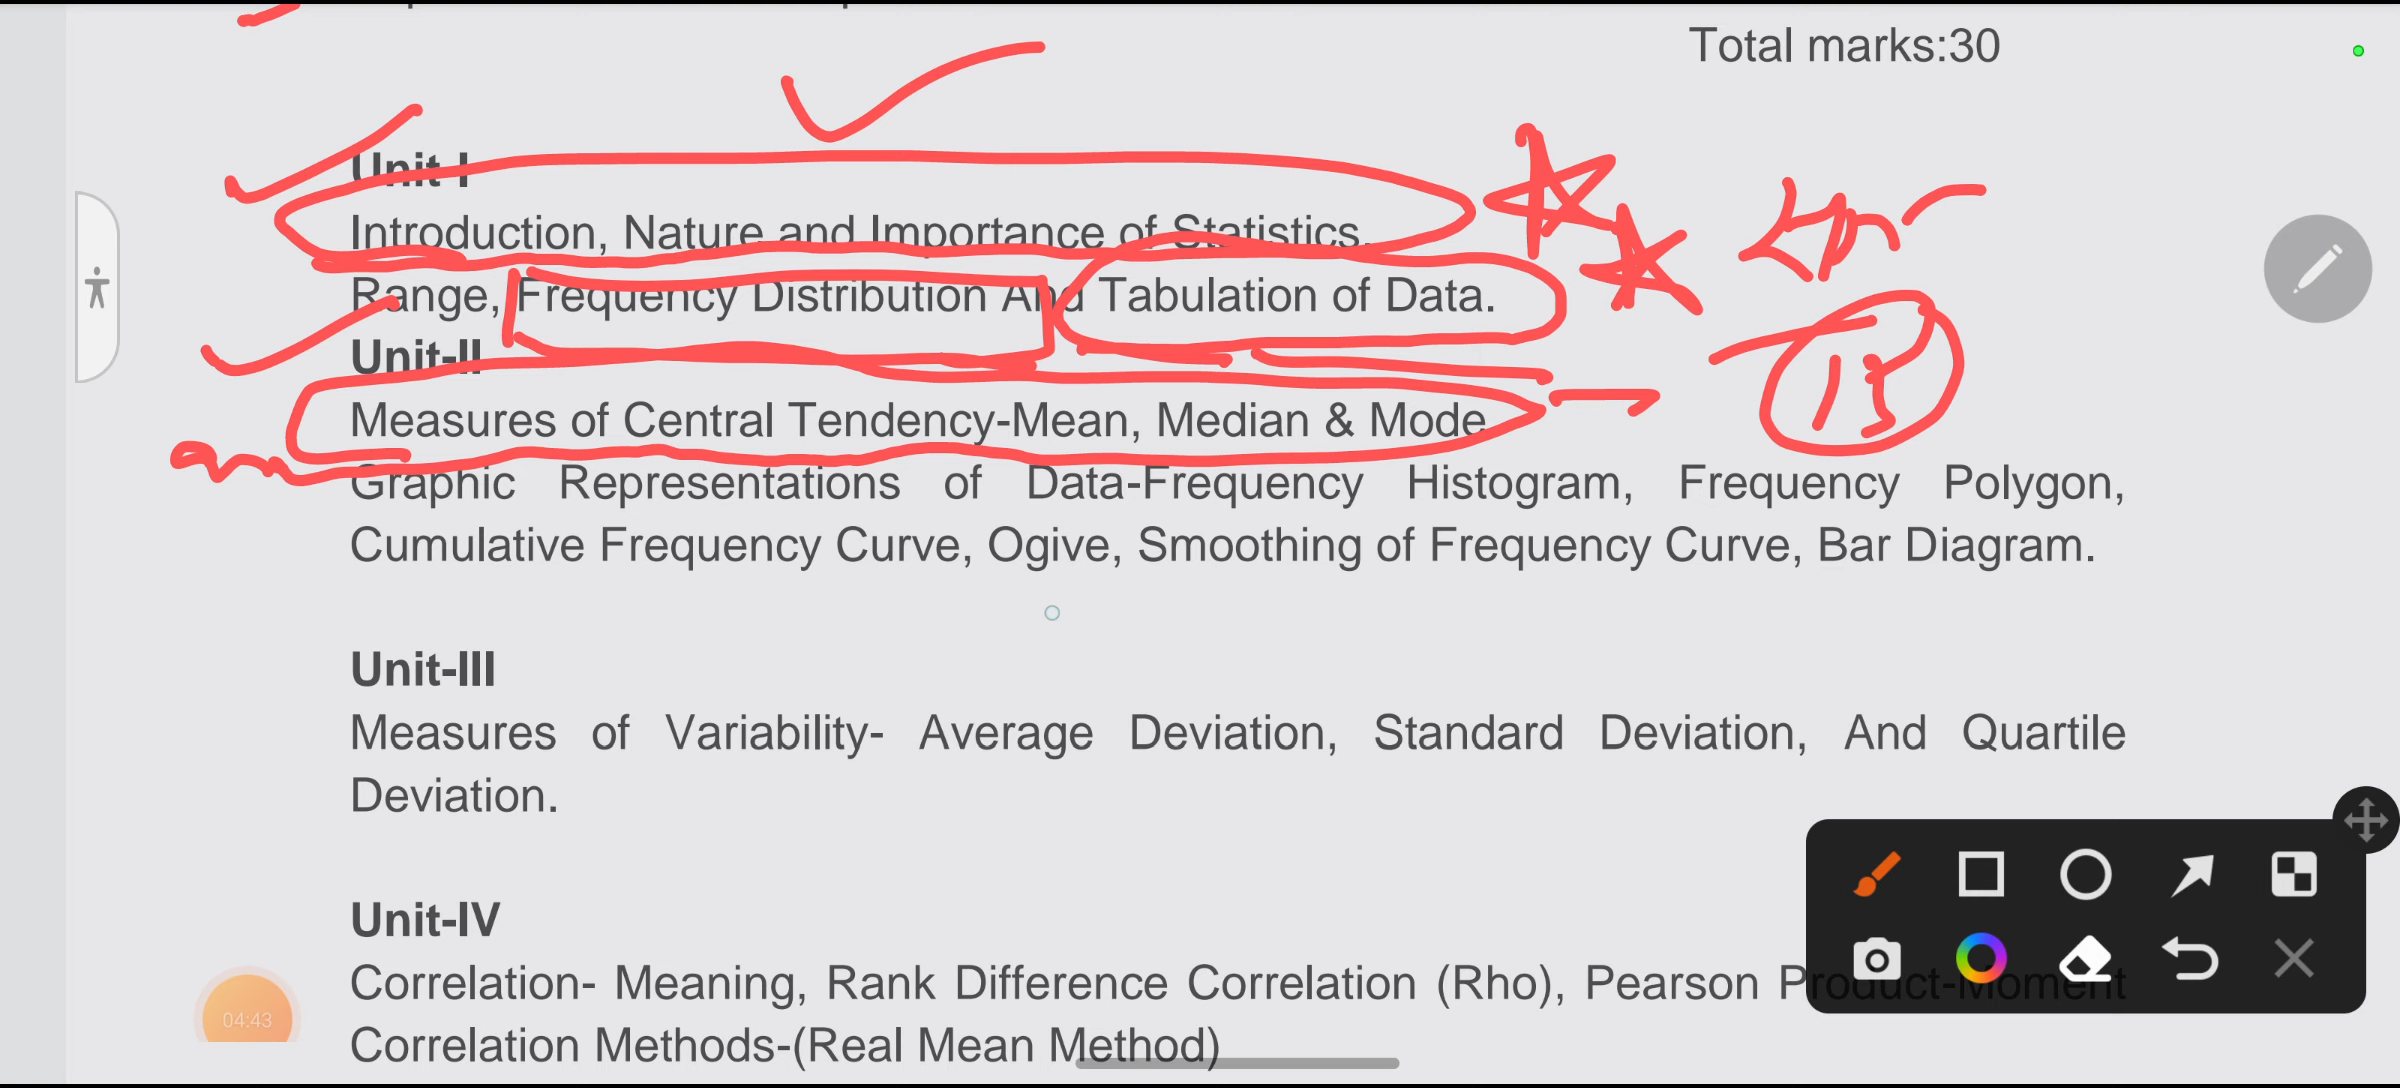 Total marks:30
Unit-I
Introduction, Nature and Importance of Statistics.
Range, Frequency Distribution And Tabulation of Data.
Unit-II
Measures of Central Tendency-Mean, Median & Mode
Graphic Representations of Data-Frequency Histogram, Frequency Polygon,
Cumulative Frequency Curve, Ogive, Smoothing of Frequency Curve, Bar Diagram.
Unit-III
Measures of Variability- Average Deviation, Standard Deviation, And Quartile
Deviation.
Unit-IV
Correlation- Meaning, Rank Difference Correlation (Rho), Pearson Product-Moment
04:43
Correlation Methods-(Real Mean Method)